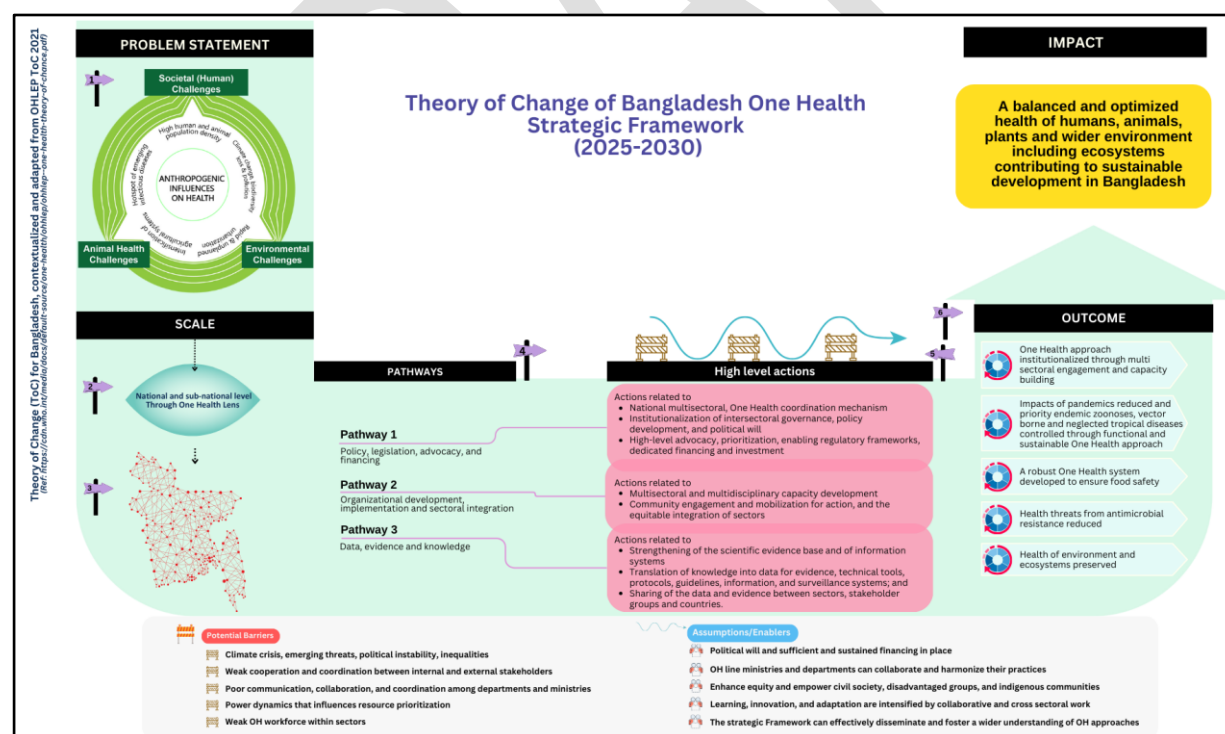 Theory of Change (ToC) for Bangladesh, contextualized and adapted from OHLEP ToC 2021
(Ref: https://cdn.who.int/media/docs/default-source/one-health/ohhlep/ohhlep--one-health-theory-of-chance.pdf)
PROBLEM STATEMENT
1
Societal (Human)
Challenges
High human and animal
population density
Climate change, biodiversity
loss & pollution
Rapid & unplanned
urbanization
Intensification of
agricultural systems
Hotspot of emerging
infectious diseases
ANTHROPOGENIC
INFLUENCES
ON HEALTH
Animal Health
Challenges
Environmental
Challenges
SCALE
2
National and sub-national level
Through One Health Lens
3
Theory of Change of Bangladesh One Health
Strategic Framework
(2025-2030)
IMPACT
A balanced and optimized
health of humans, animals,
plants and wider environment
including ecosystems
contributing to sustainable
development in Bangladesh
4
PATHWAYS
High level actions
5
6
Pathway 1
Policy, legislation, advocacy, and
financing
Pathway 2
Organizational development,
implementation and sectoral integration
Pathway 3
Data, evidence and knowledge
Actions related to
• National multisectoral, One Health coordination mechanism
• Institutionalization of intersectoral governance, policy
development, and political will
• High-level advocacy, prioritization, enabling regulatory frameworks,
dedicated financing and investment
Actions related to
• Multisectoral and multidisciplinary capacity development
• Community engagement and mobilization for action, and the
equitable integration of sectors
Actions related to
• Strengthening of the scientific evidence base and of information
systems
• Translation of knowledge into data for evidence, technical tools,
protocols, guidelines, information, and surveillance systems; and
• Sharing of the data and evidence between sectors, stakeholder
groups and countries.
OUTCOME
One Health approach
institutionalized through multi
sectoral engagement and capacity
building
Impacts of pandemics reduced and
priority endemic zoonoses, vector
borne and neglected tropical diseases
controlled through functional and
sustainable One Health approach
A robust One Health system
developed to ensure food safety
Health threats from antimicrobial
resistance reduced
Health of environment and
ecosystems preserved
Potential Barriers
Climate crisis, emerging threats, political instability, inequalities
Weak cooperation and coordination between internal and external stakeholders
Poor communication, collaboration, and coordination among departments and ministries
Power dynamics that influences resource prioritization
Weak OH workforce within sectors
Assumptions/Enablers
Political will and sufficient and sustained financing in place
OH line ministries and departments can collaborate and harmonize their practices
Enhance equity and empower civil society, disadvantaged groups, and indigenous communities
Learning, innovation, and adaptation are intensified by collaborative and cross sectoral work
The strategic Framework can effectively disseminate and foster a wider understanding of OH approaches